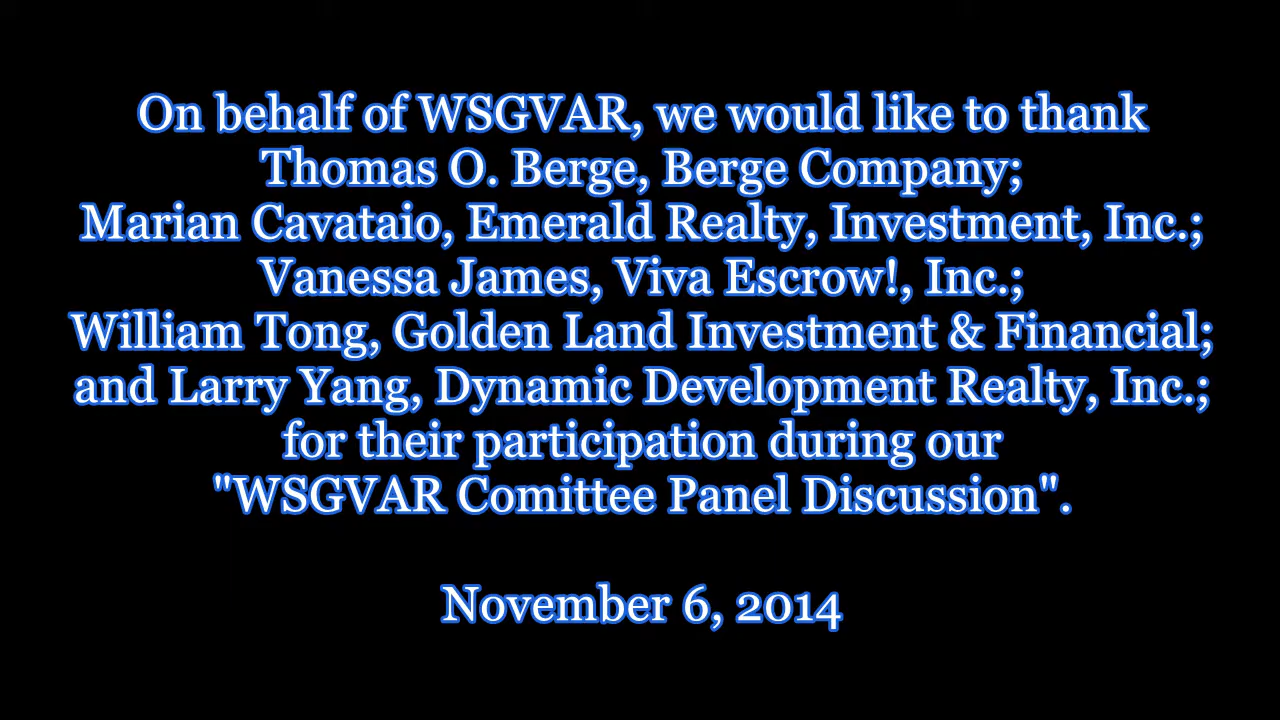 On behalf of WSGVAR, we would like to thank
Thomas O. Berge, Berge Company;
Marian Cavataio, Emerald Realty, Investment, Inc.;
Vanessa James, Viva Escrow!, Inc.;
William Tong, Golden Land Investment & Financial;
and Larry Yang, Dynamic Development Realty, Inc.;
for their participation during our
"WSGVAR Comittee Panel Discussion".
November 6, 2014